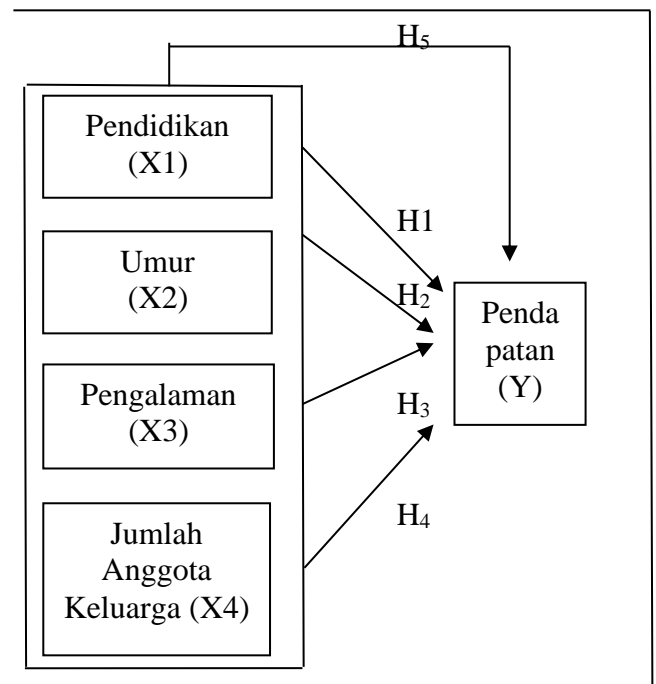 H₅
Pendidikan
(X1)
H1
Umur
(X2)
H₂
Penda
patan
(Y)
Pengalaman
(X3)
H₃
H₄
Jumlah
Anggota
Keluarga (X4)